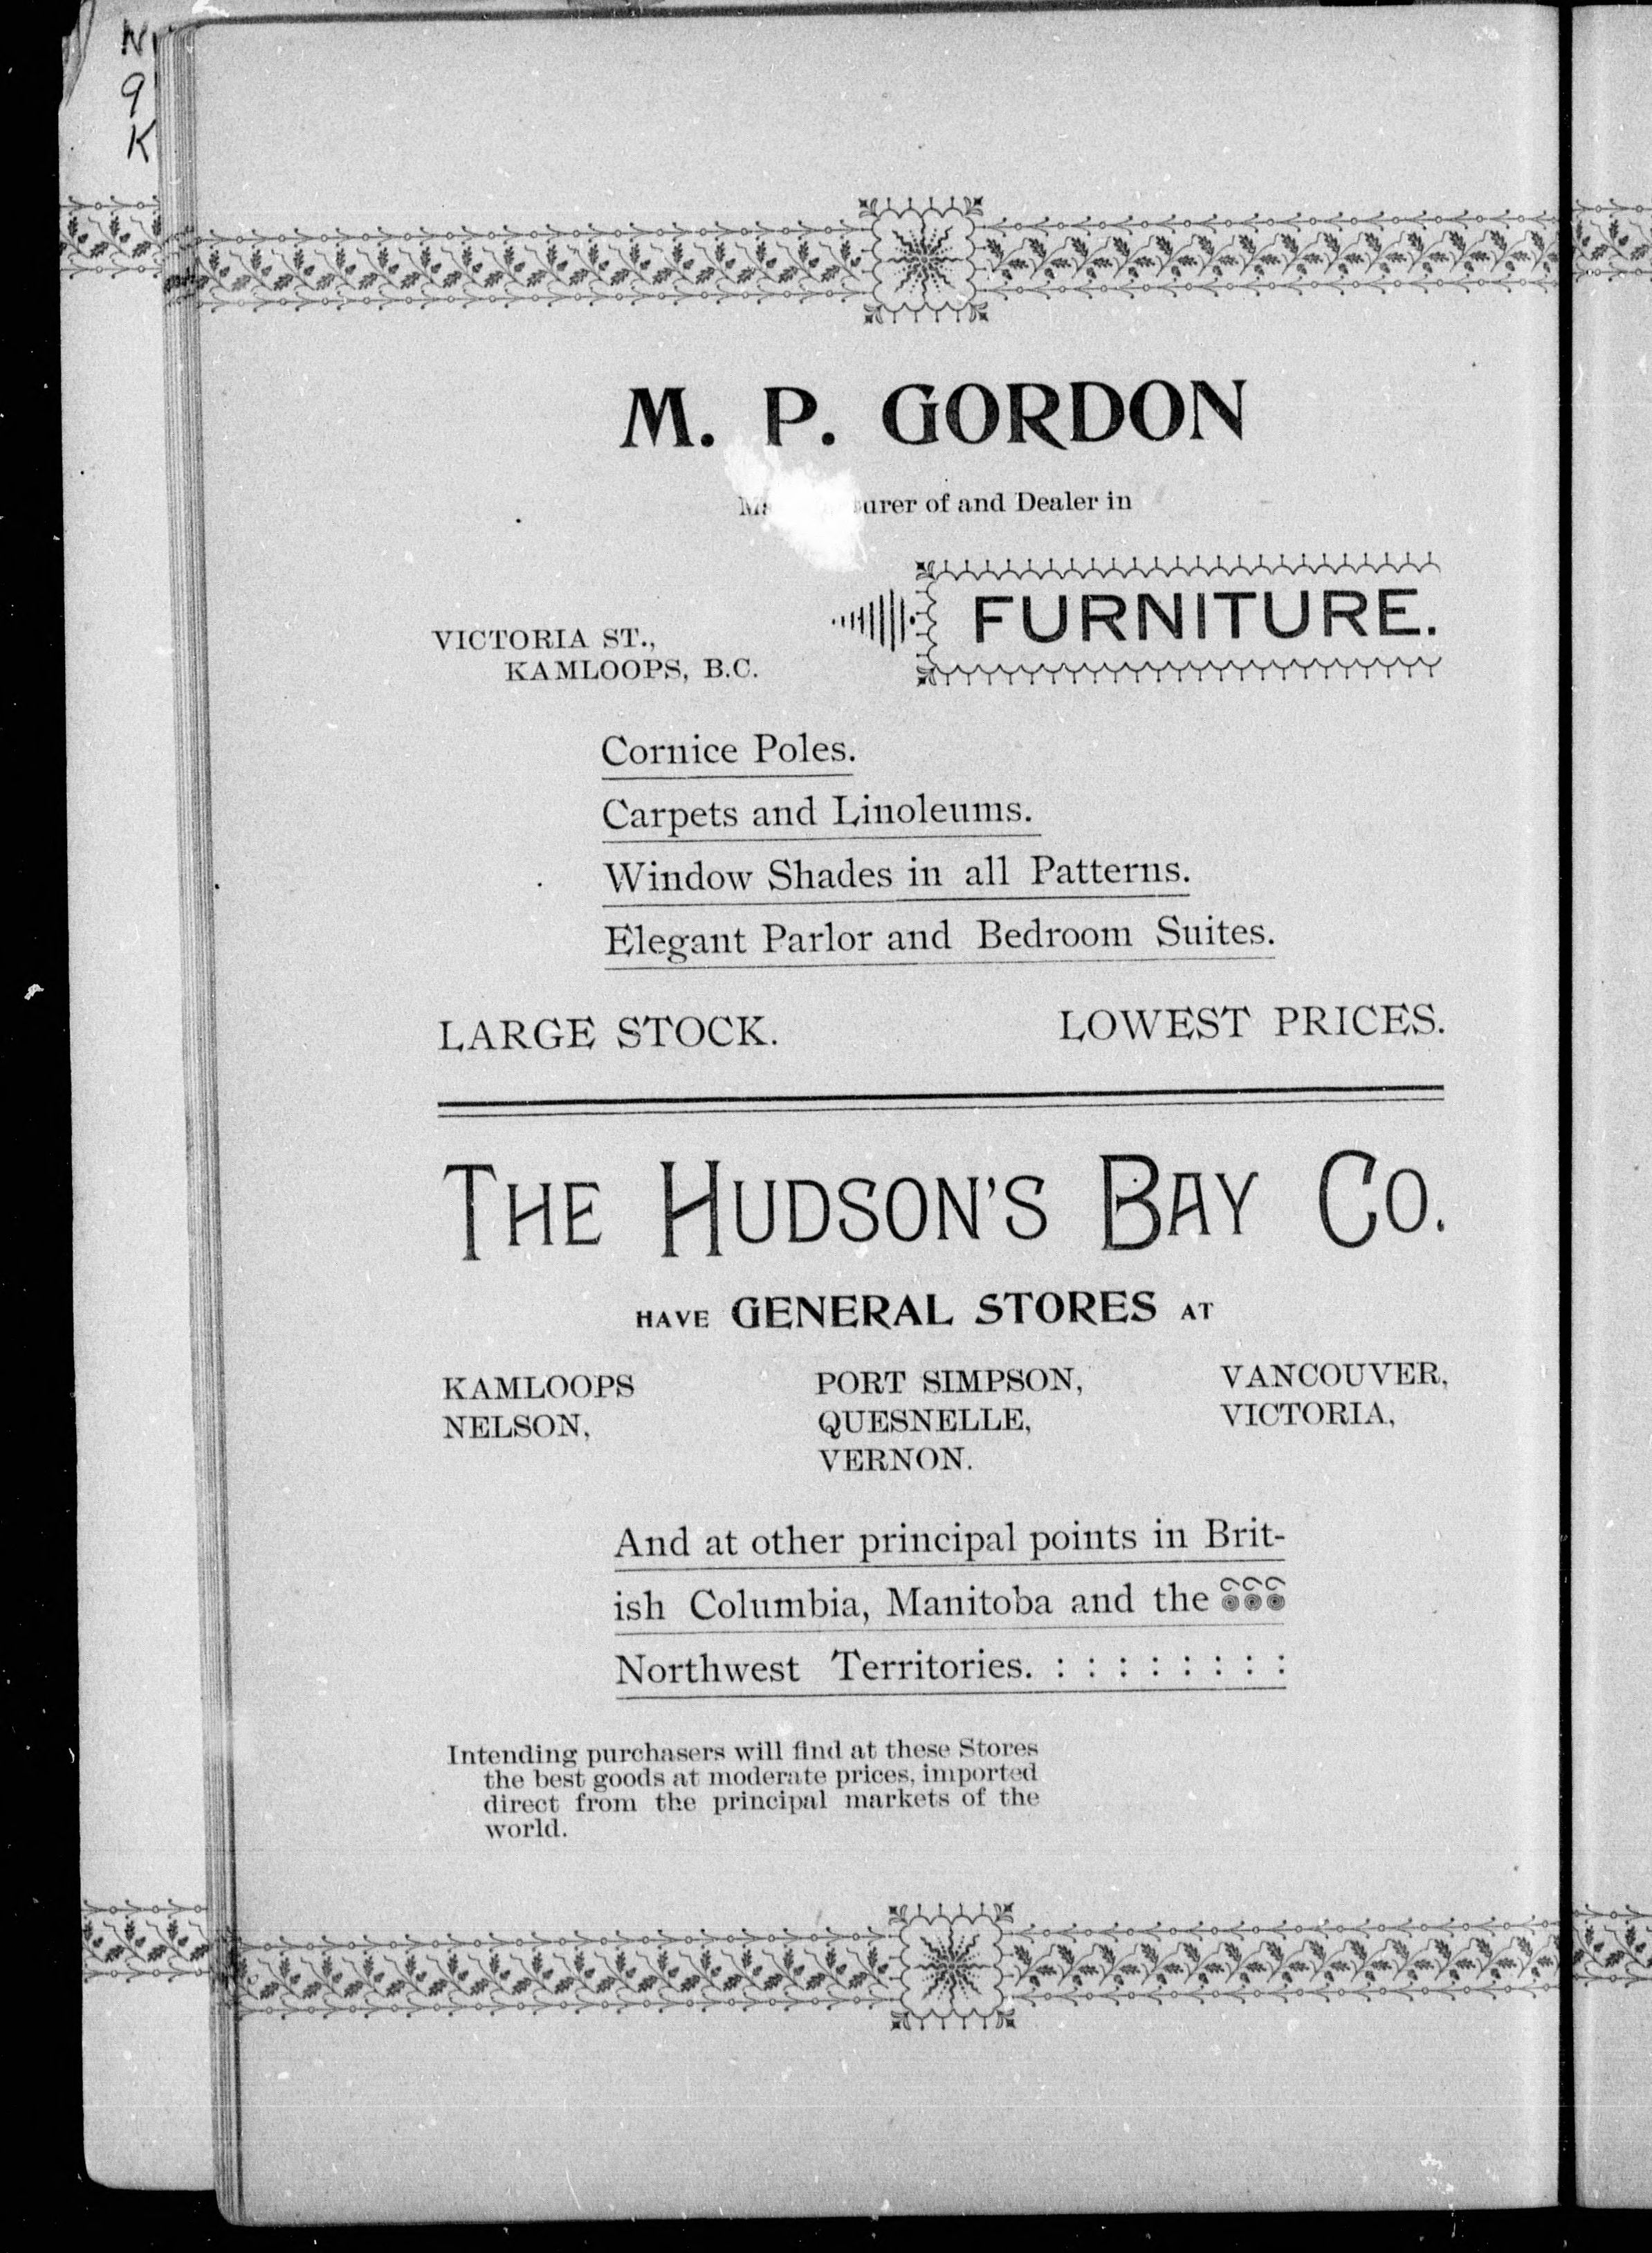 N
9
K
M. P. GORDON
of and Dealer in
FURNITURE.
VICTORIA ST.,
KAMLOOPS, B.C.
Cornice Poles.
Carpets and Linoleums.
Window Shades in all Patterns.
Elegant Parlor and Bedroom Suites.
LARGE STOCK. LOWEST PRICES.
THE HUDSON'S BAY CO.
HAVE GENERAL STORES AT
KAMLOOPS PORT SIMPSON, VANCOUVER,
NELSON, QUESNELLE, VICTORIA,
VERNON.
And at other principal points in Brit-
ish Columbia, Manitoba and the
Northwest Territories. : : : : : : : :
Intending purchasers will find at these Stores
the best goods at moderate prices, imported
direct from the principal markets of the
world.